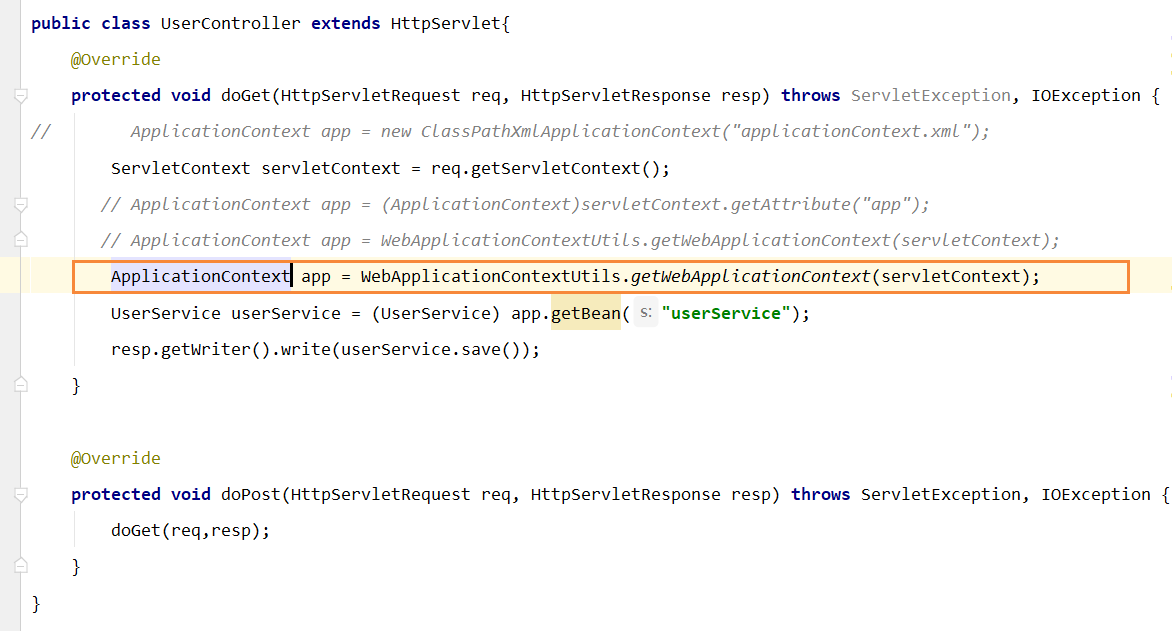 public class UserController extends HttpServlet{
@Override
protected void doGet(HttpServletRequest req, HttpServletResponse resp) throws ServletException, IOException {
// ApplicationContext app = new ClassPathXmlApplicationContext("applicationContext.xml");
ServletContext servletContext = req.getServletContext();
// ApplicationContext app = (ApplicationContext)servletContext.getAttribute("app");
// ApplicationContext app = WebApplicationContextUtils.getWebApplicationContext(servletContext);
ApplicationContext app = WebApplicationContextUtils.getWebApplicationContext(servletContext);
UserService userService = (UserService) app.getBean( s: "userService");
resp.getWriter().write(userService.save());
}
@Override
protected void doPost(HttpServletRequest req, HttpServletResponse resp) throws ServletException, IOException {
doGet(req,resp);
}
}